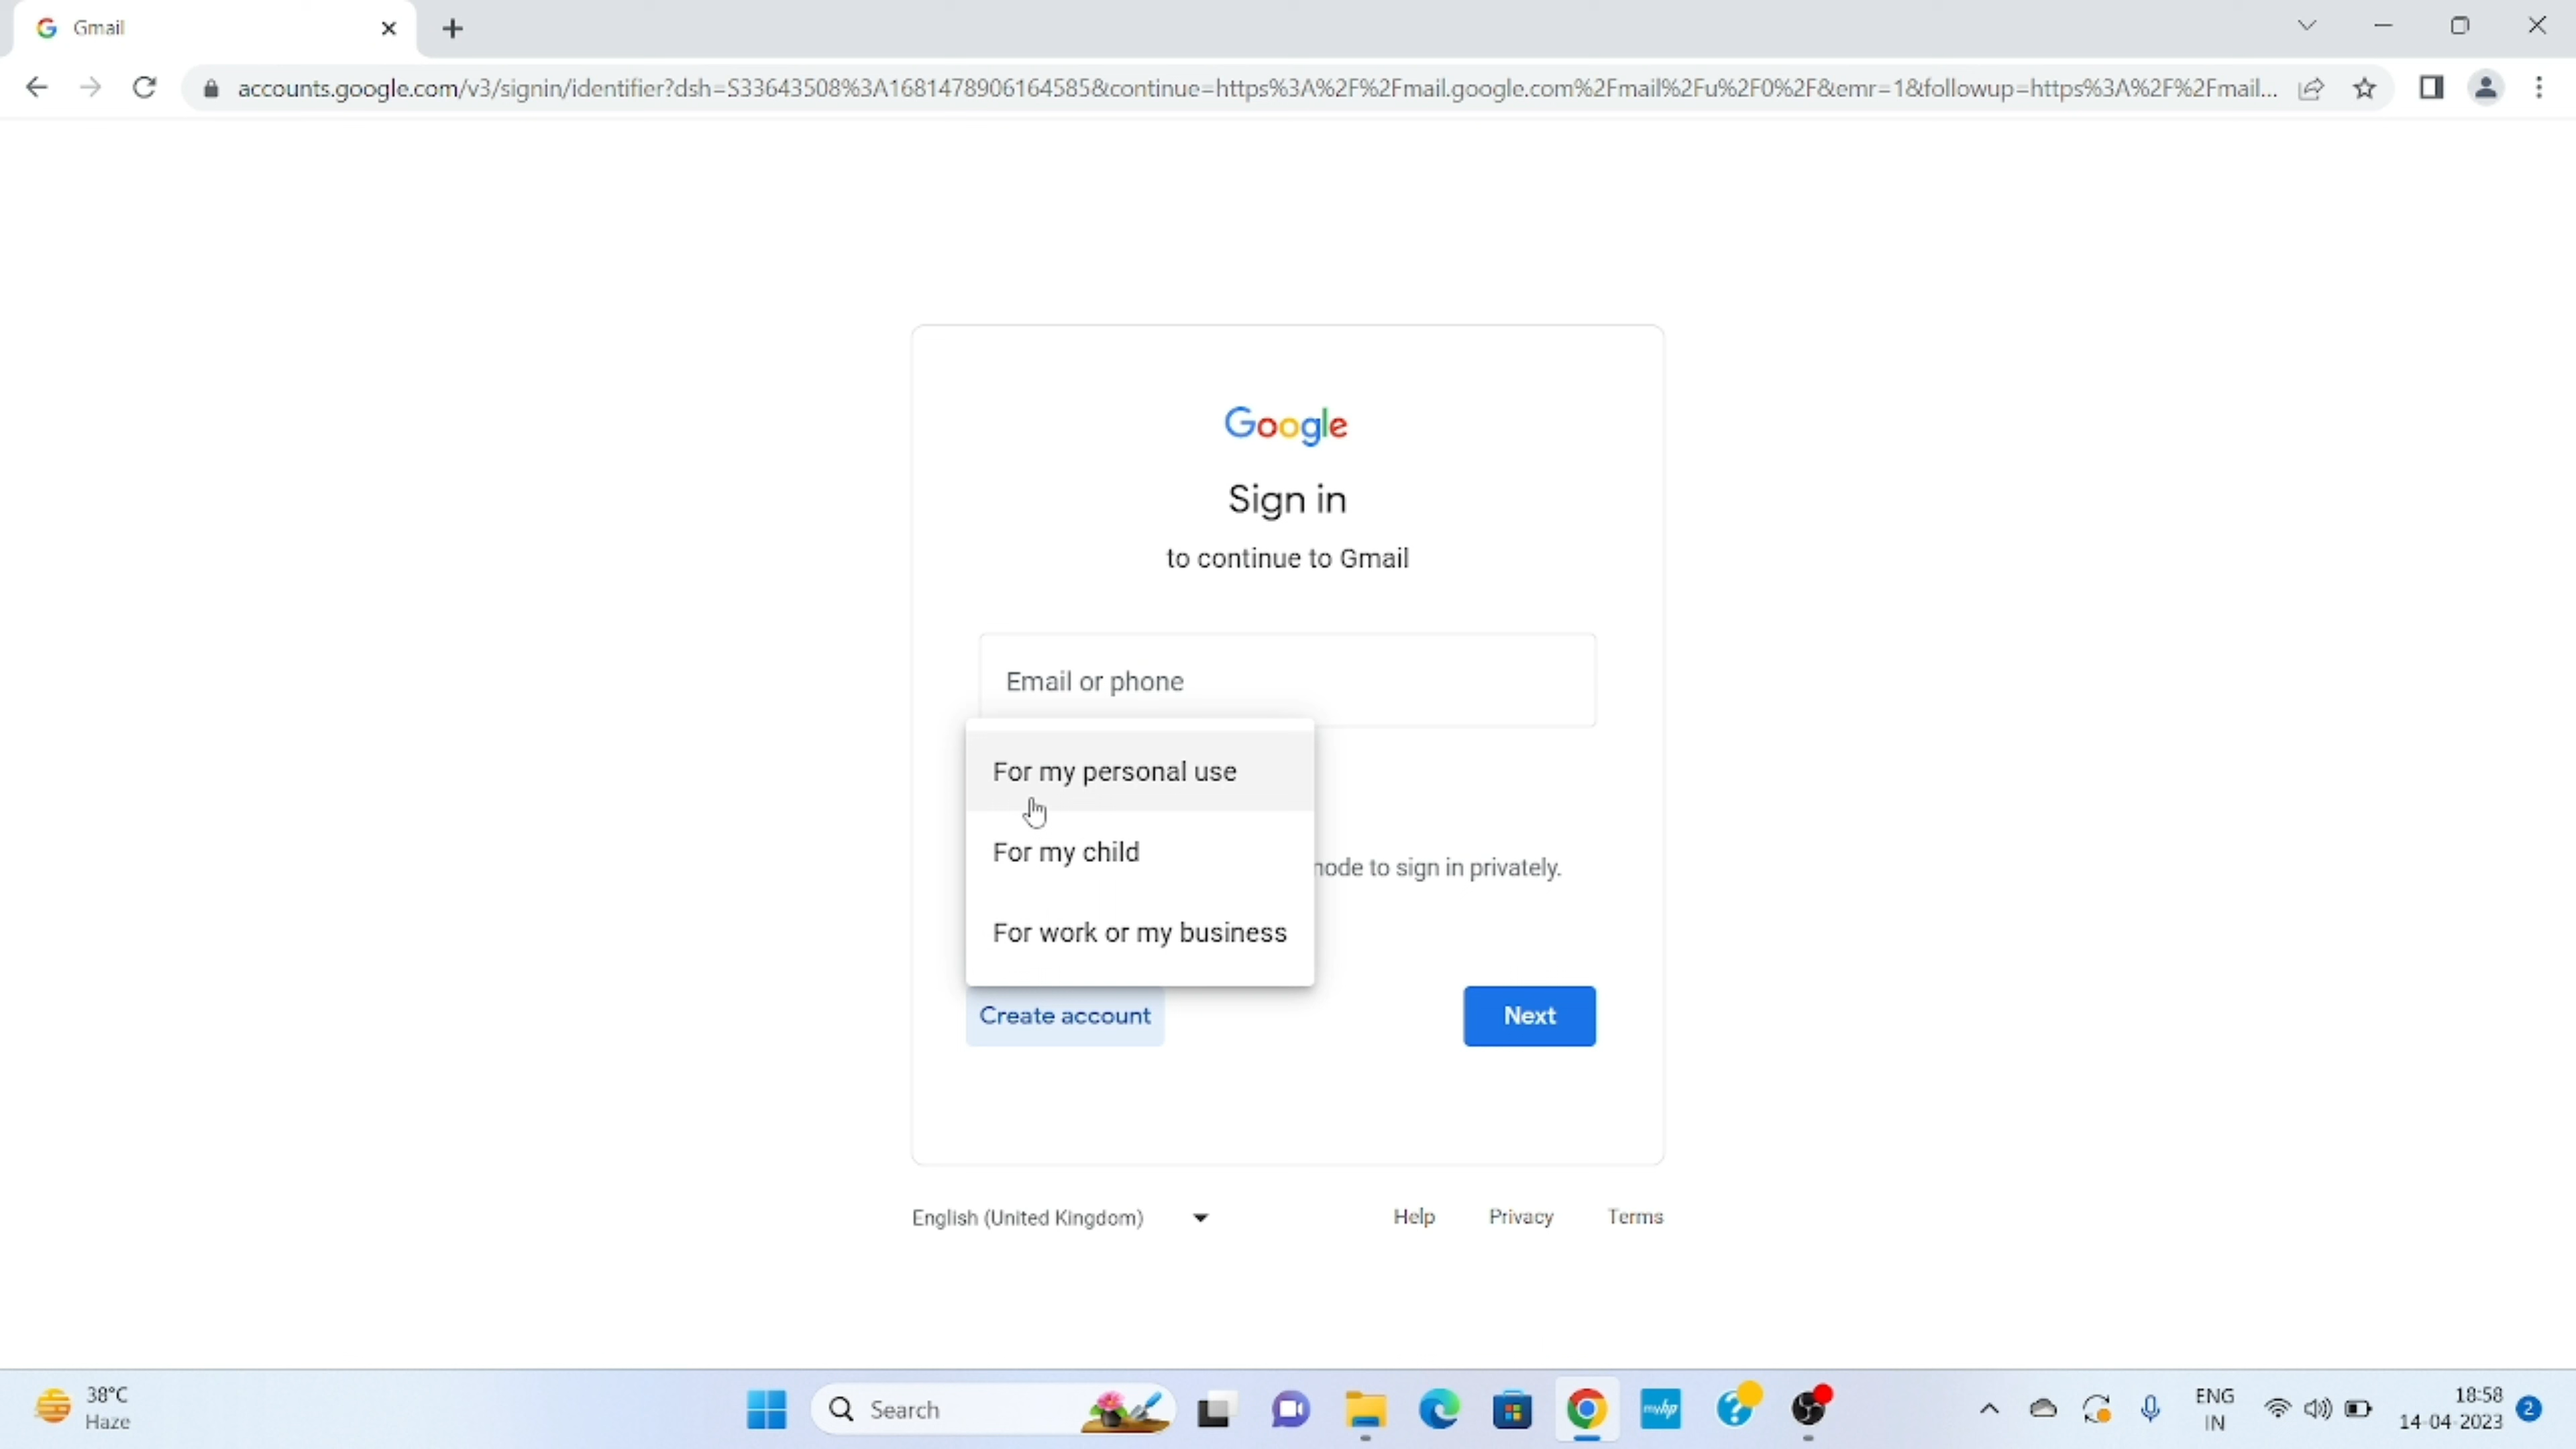 Gmail
accounts.google.com/v3/signin/identifier?dsh=S33643508%3A1681478906164585&continue=https%3A%2F%2Fmail.google.com%2Fmail%2Fu%2F0%2F&emr=1&followup=https%3A%2F%2Fmail...
Google
Sign in
to continue to Gmail
Email or phone
For my personal use
For my child
node to sign in privately.
For work or my business
Create account
Next
English (United Kingdom)
Help Privacy Terms
38°C
Haze
Search
myhp
ENG
IN
18:58
14-04-2023
2